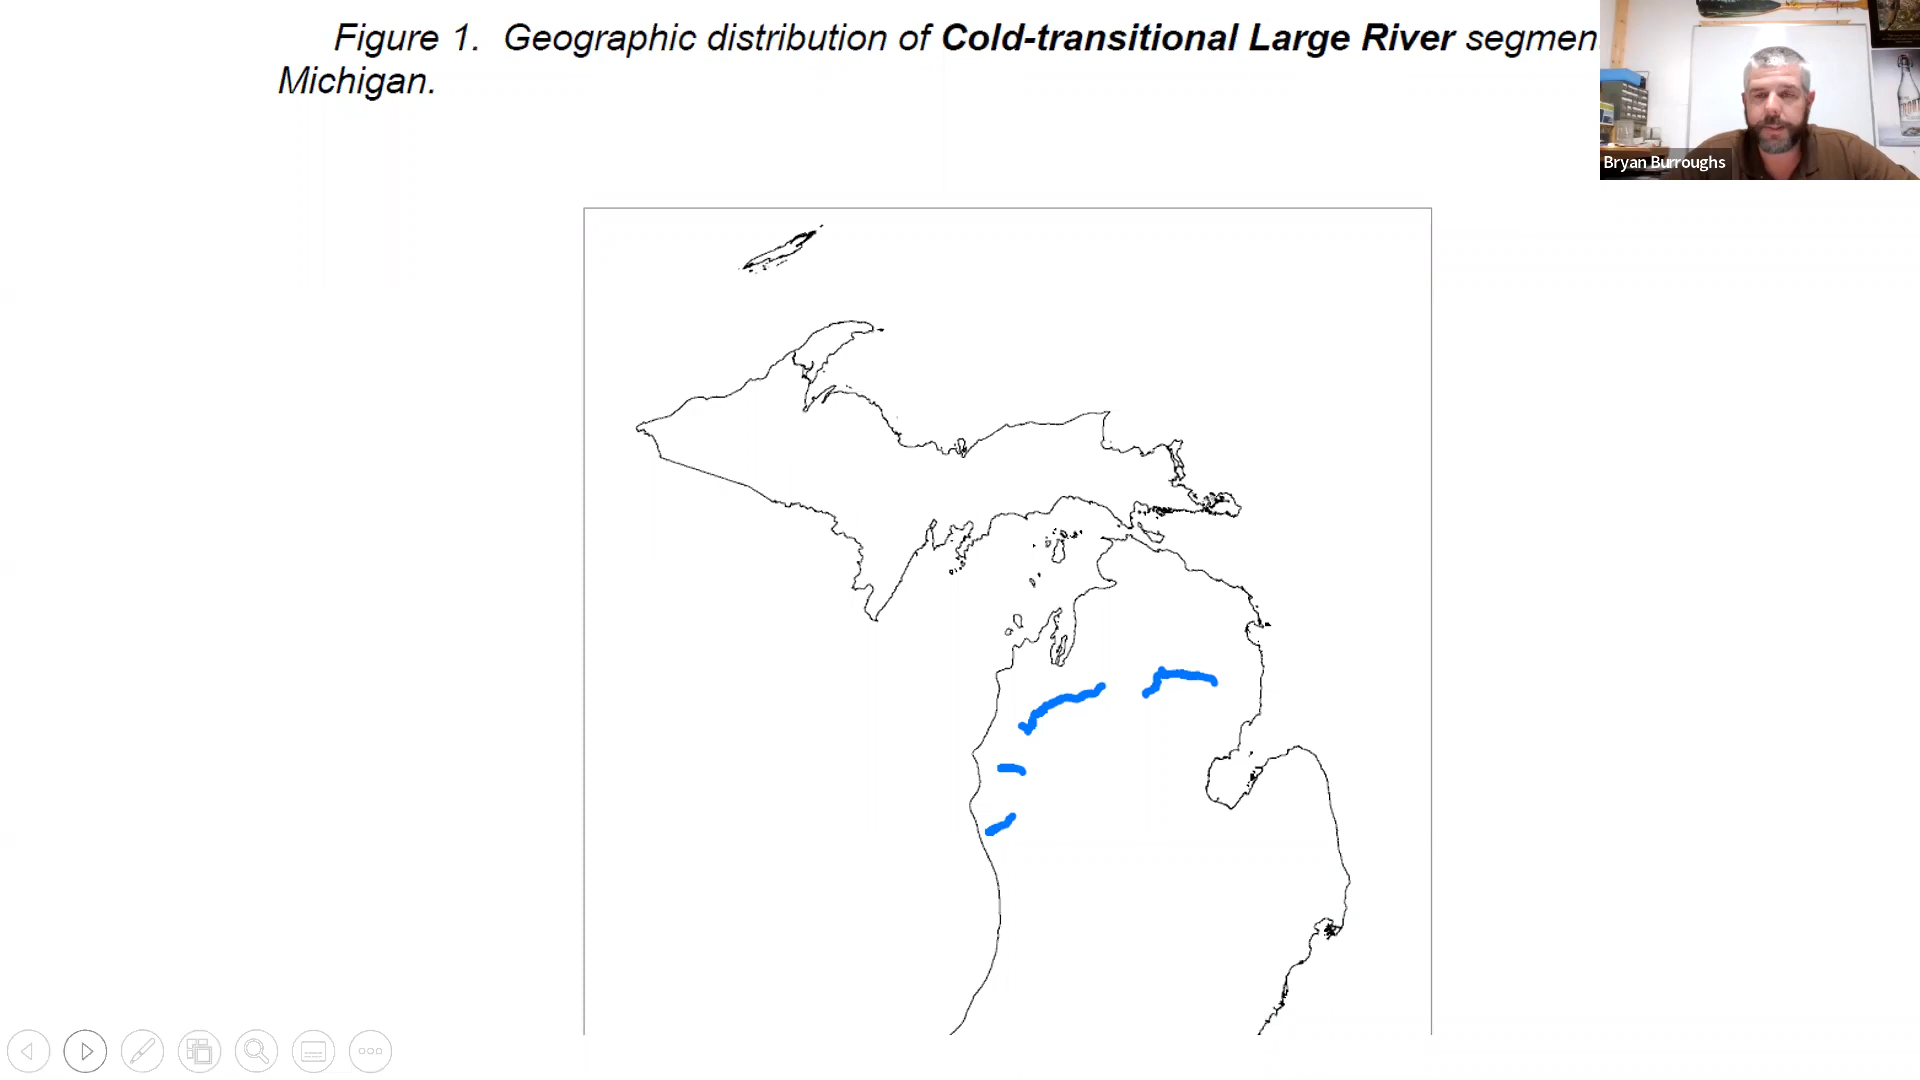 Figure 1. Geographic distribution of Cold-transitional Large River segmen
Michigan.
Bryan Burroughs